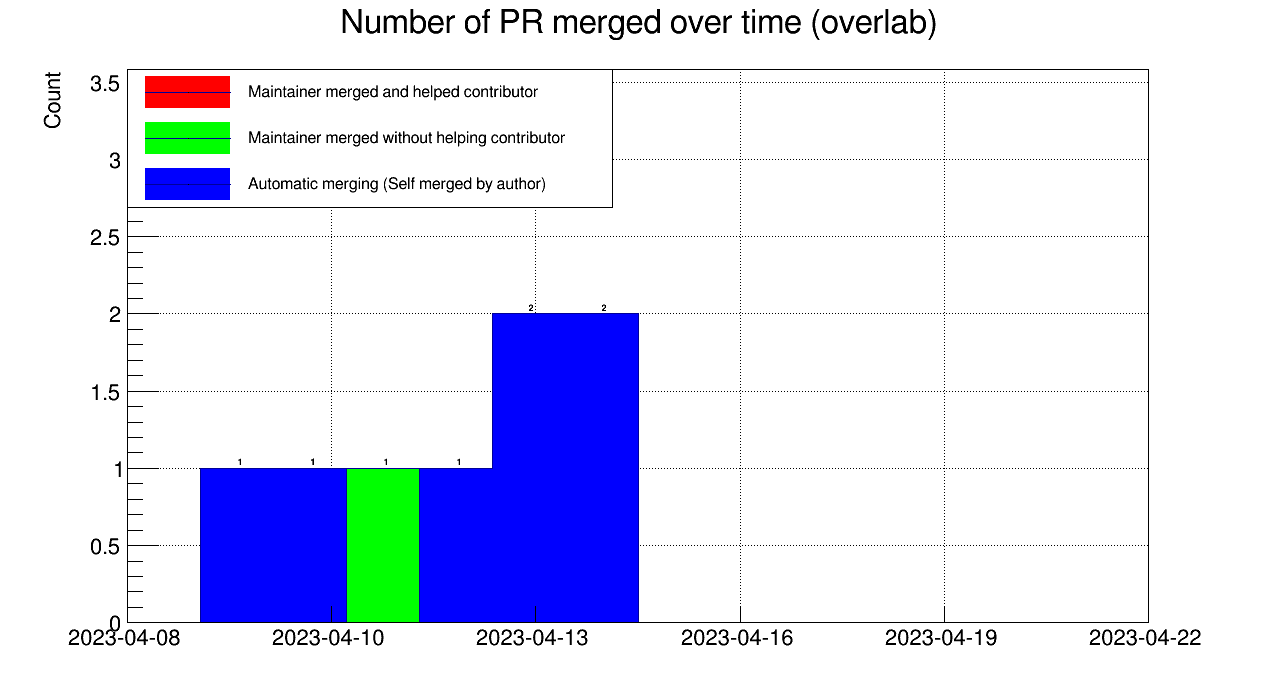 Number of PR merged over time (overlab)
Count
Maintainer merged and helped contributor
Maintainer merged without helping contributor
Automatic merging (Self merged by author)
3.5
3
2.5
2
1.5
1
0.5
0
1 1 1 1 2 2
2023-04-08 2023-04-10 2023-04-13 2023-04-16 2023-04-19 2023-04-22